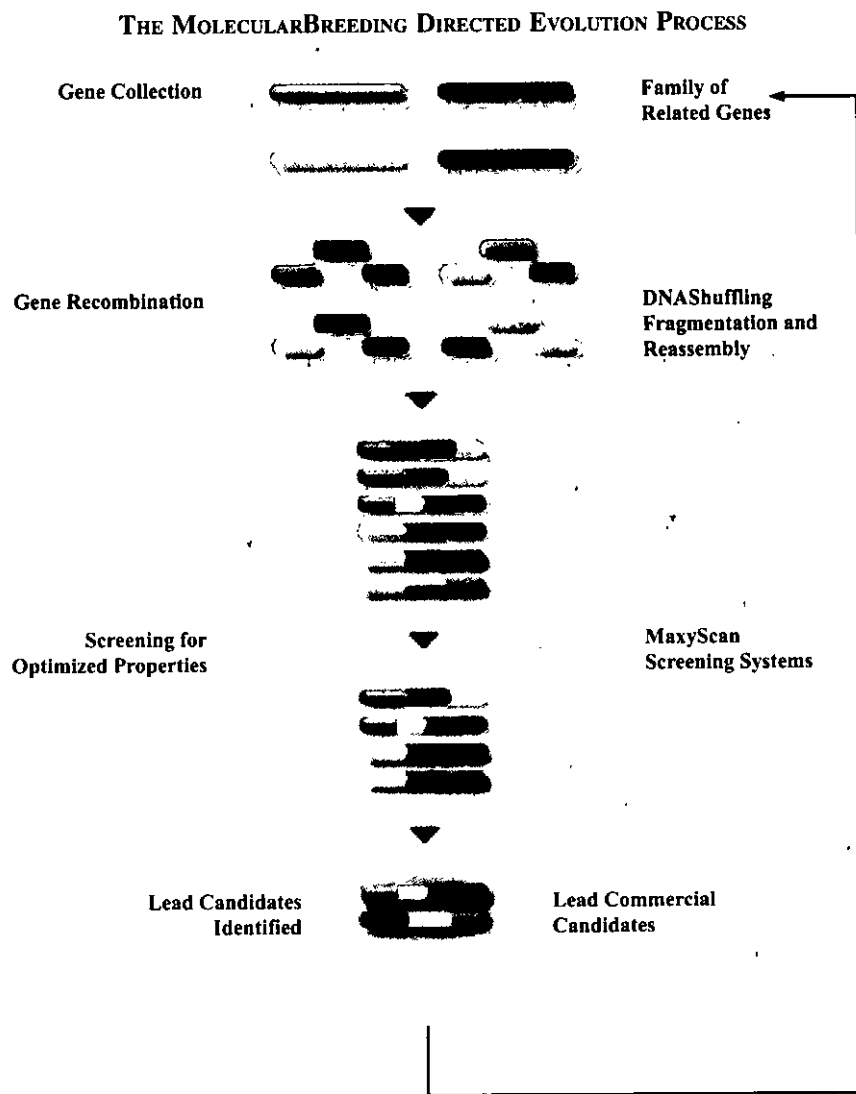 THE MOLECULARBREEDING DIRECTED EVOLUTION PROCESS
Gene Collection
Family of
Related Genes
Gene Recombination
DNAShuffling
Fragmentation and
Reassembly
Screening for
Optimized Properties
MaxyScan
Screening Systems
Lead Candidates
Identified
Lead Commercial
Candidates